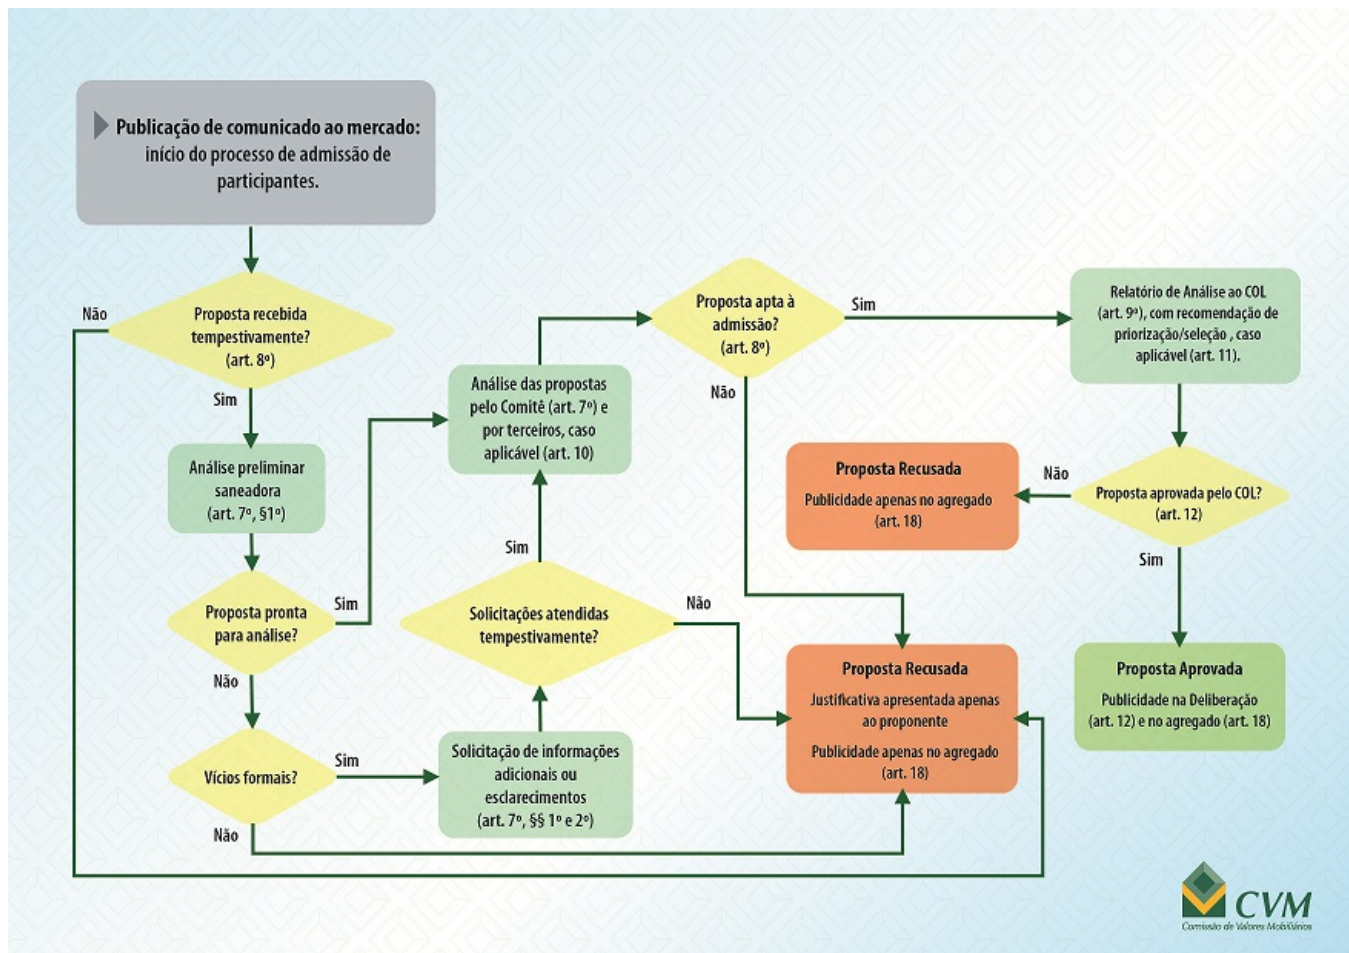 Publicação de comunicado ao mercado:
início do processo de admissão de
participantes.
Proposta recebida
tempestivamente?
(art. 8º)
Não
Sim
Análise preliminar
saneadora
(art. 7º, §1º)
Proposta pronta
para análise?
Sim
Não
Vícios formais?
Sim
Não
Solicitação de informações
adicionais ou
esclarecimentos
(art. 7º, §§ 1º e 2º)
Solicitações atendidas
tempestivamente?
Sim
Não
Análise das propostas
pelo Comitê (art. 7º) e
por terceiros, caso
aplicável (art. 10)
Proposta apta à
admissão?
(art. 8º)
Sim
Não
Relatório de Análise ao COL
(art. 9º), com recomendação de
priorização/seleção , caso
aplicável (art. 11).
Proposta aprovada pelo COL?
(art. 12)
Não
Sim
Proposta Recusada
Publicidade apenas no agregado
(art. 18)
Proposta Recusada
Justificativa apresentada apenas
ao proponente
Publicidade apenas no agregado
(art. 18)
Proposta Aprovada
Publicidade na Deliberação
(art. 12) e no agregado (art. 18)
CVM
Comissão de Valores Mobiliários